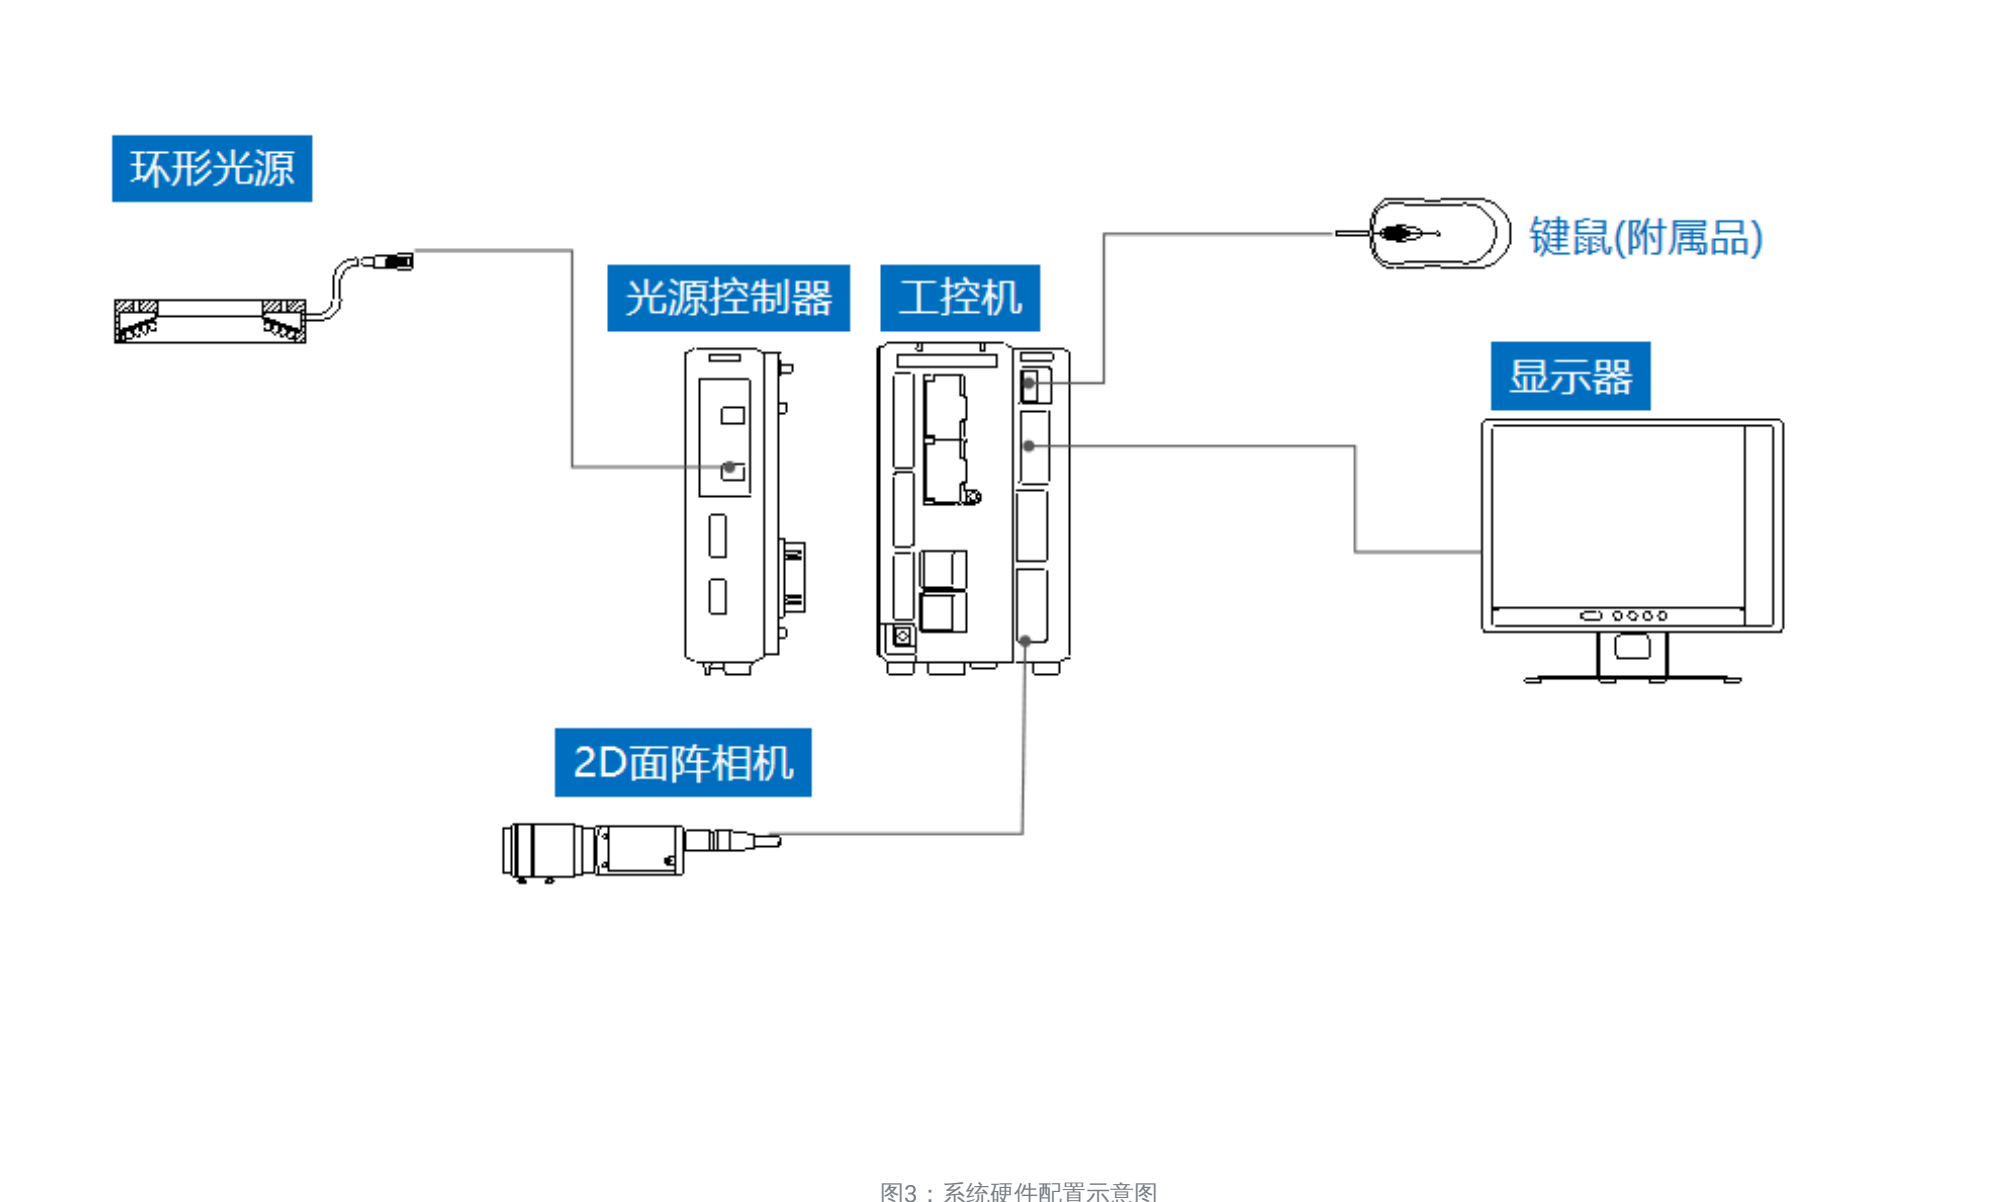 环形光源
键鼠(附属品)
光源控制器
工控机
显示器
2D面阵相机
图3：系统硬件配置示意图